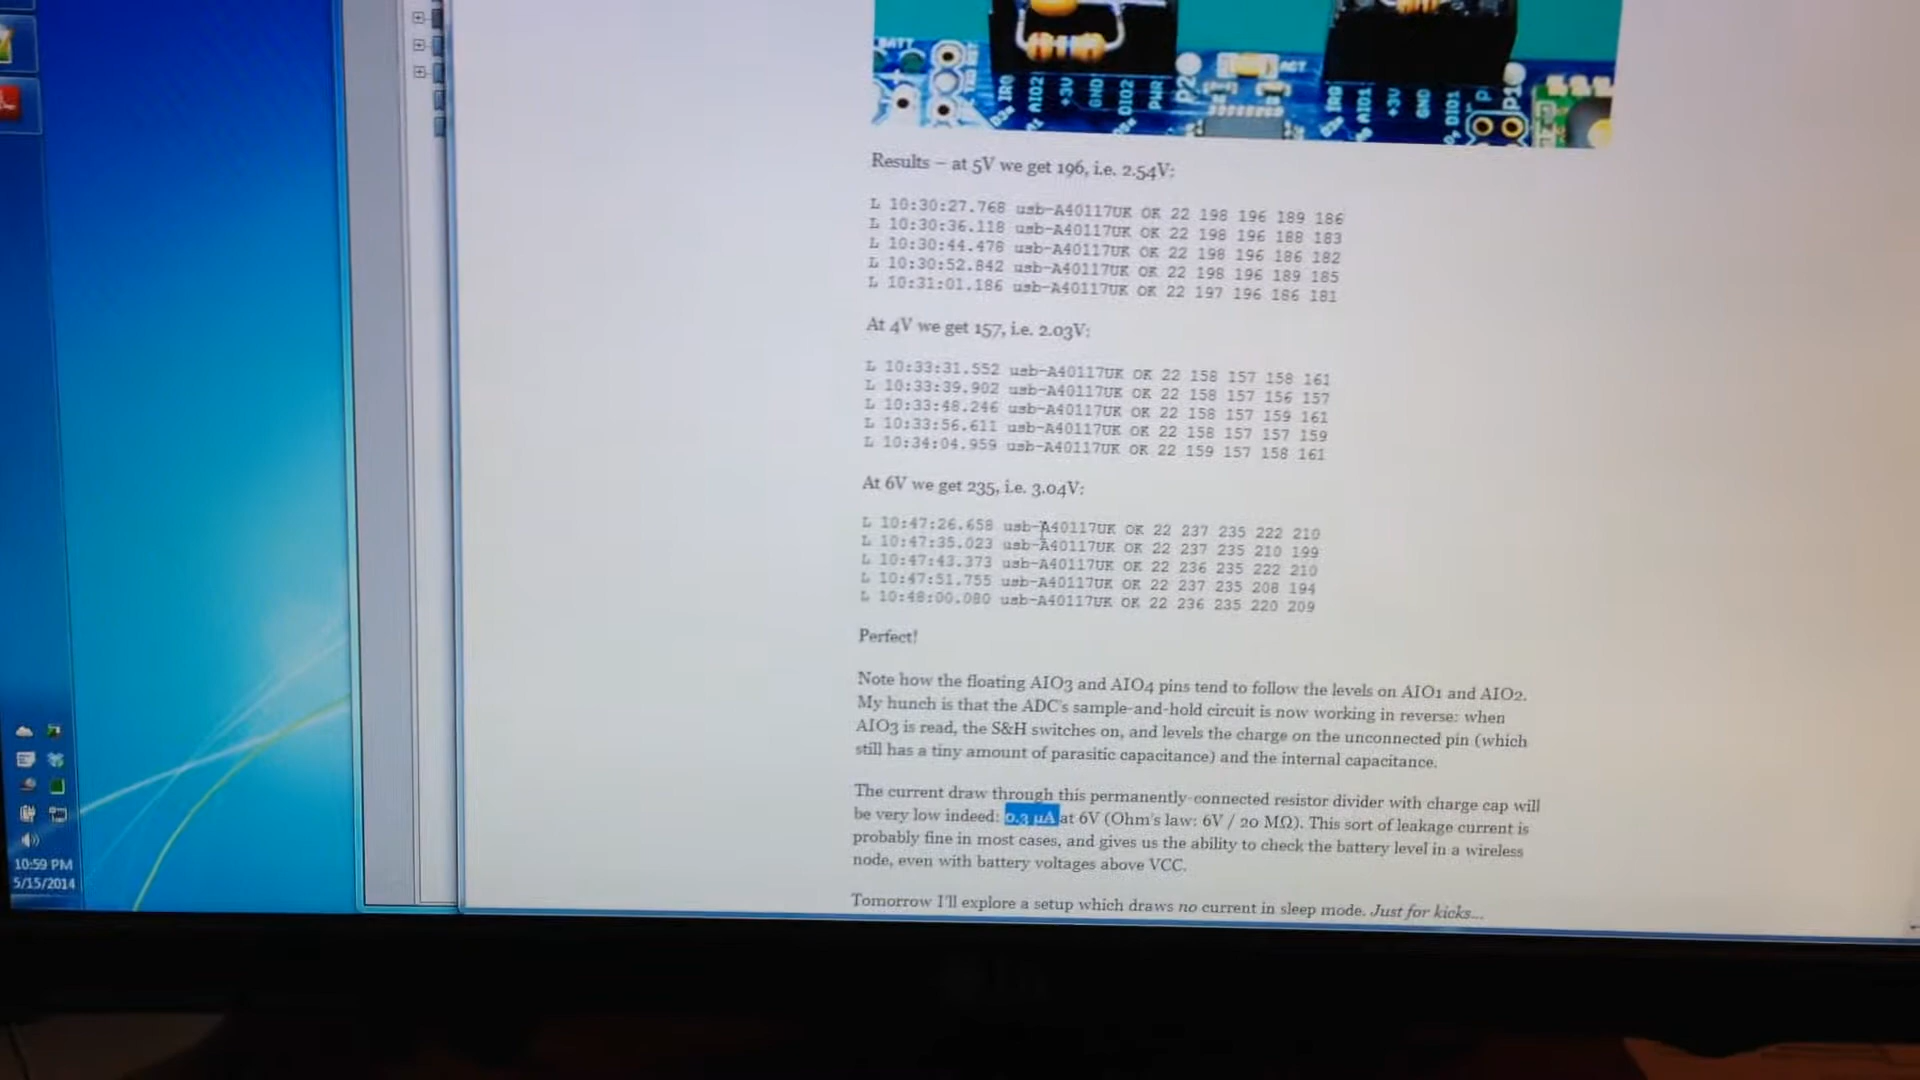 BATT
IRQ AIO2 +3V GND DIO2 PWR P2 ACT IRQ AIO1 +3V GND DIO1 P1
Results – at 5V we get 196, i.e. 2.54V:
L 10:30:27.768 usb-A40117UK OK 22 198 196 189 186
L 10:30:36.118 usb-A40117UK OK 22 198 196 188 183
L 10:30:44.478 usb-A40117UK OK 22 198 196 186 182
L 10:30:52.842 usb-A40117UK OK 22 198 196 189 185
L 10:31:01.186 usb-A40117UK OK 22 197 196 186 181
At 4V we get 157, i.e. 2.03V:
L 10:33:31.552 usb-A40117UK OK 22 158 157 158 161
L 10:33:39.902 usb-A40117UK OK 22 158 157 156 157
L 10:33:48.246 usb-A40117UK OK 22 158 157 159 161
L 10:33:56.611 usb-A40117UK OK 22 158 157 157 159
L 10:34:04.959 usb-A40117UK OK 22 159 157 158 161
At 6V we get 235, i.e. 3.04V:
L 10:47:26.658 usb-A40117UK OK 22 237 235 222 210
L 10:47:35.023 usb-A40117UK OK 22 237 235 210 199
L 10:47:43.373 usb-A40117UK OK 22 236 235 222 210
L 10:47:51.755 usb-A40117UK OK 22 237 235 208 194
L 10:48:00.080 usb-A40117UK OK 22 236 235 220 209
Perfect!
Note how the floating AIO3 and AIO4 pins tend to follow the levels on AIO1 and AIO2.
My hunch is that the ADC's sample-and-hold circuit is now working in reverse: when
AIO3 is read, the S&H switches on, and levels the charge on the unconnected pin (which
still has a tiny amount of parasitic capacitance) and the internal capacitance.
The current draw through this permanently-connected resistor divider with charge cap will
be very low indeed: 0.3 µA at 6V (Ohm's law: 6V / 20 MΩ). This sort of leakage current is
probably fine in most cases, and gives us the ability to check the battery level in a wireless
node, even with battery voltages above VCC.
Tomorrow I'll explore a setup which draws no current in sleep mode. Just for kicks...
10:59 PM
5/15/2014